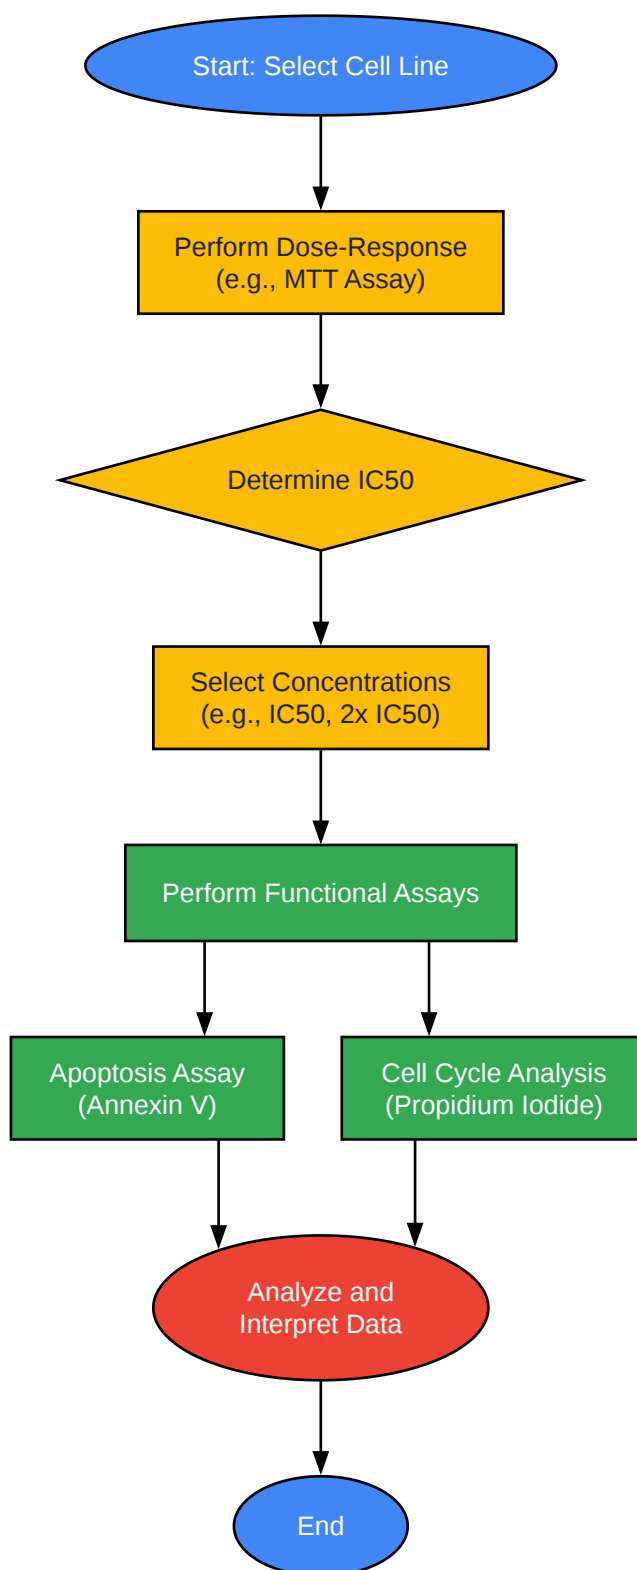 Start: Select Cell Line
Perform Dose-Response
(e.g., MTT Assay)
Determine IC50
Select Concentrations
(e.g., IC50, 2x IC50)
Perform Functional Assays
Apoptosis Assay
(Annexin V)
Cell Cycle Analysis
(Propidium Iodide)
Analyze and
Interpret Data
End